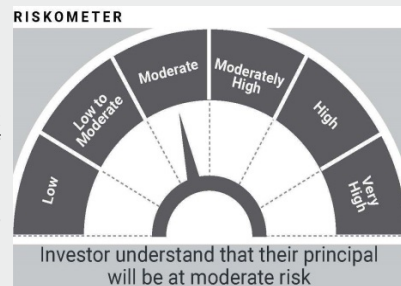 RISKOMETER
Low
Low to
Moderate
Moderate
Moderately
High
High
Very
High
Investor understand that their principal
will be at moderate risk